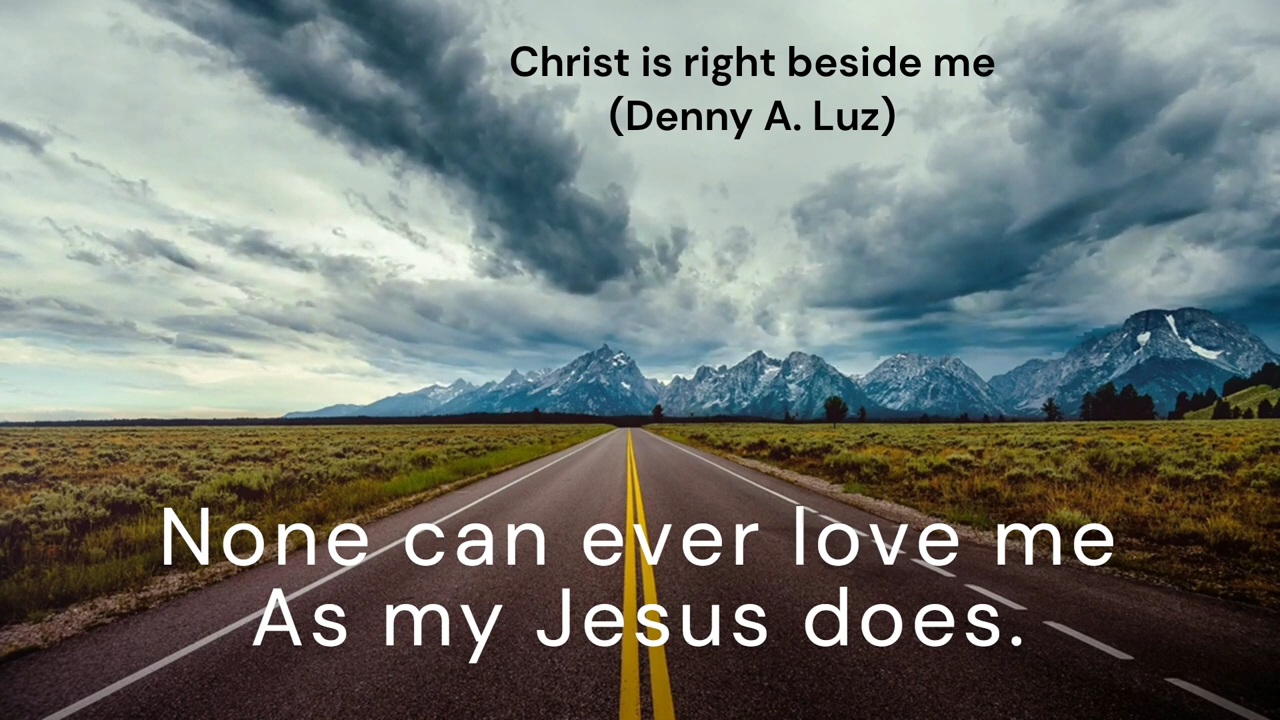 Christ is right beside me
(Denny A. Luz)
None can ever love me
As my Jesus does.